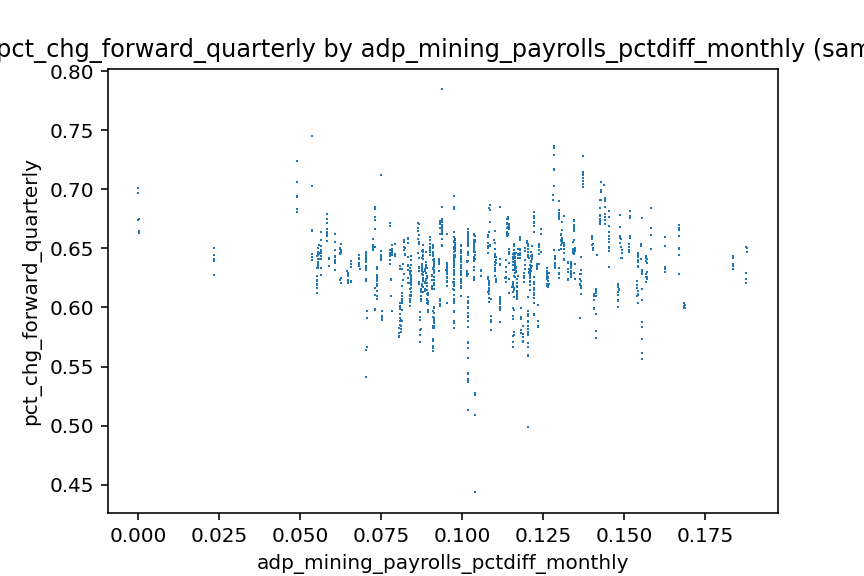 pct_chg_forward_quarterly by adp_mining_payrolls_pctdiff_monthly (sam
0.80
0.75
0.70
0.65
0.60
0.55
0.50
0.45
pct_chg_forward_quarterly
0.000 0.025 0.050 0.075 0.100 0.125 0.150 0.175
adp_mining_payrolls_pctdiff_monthly